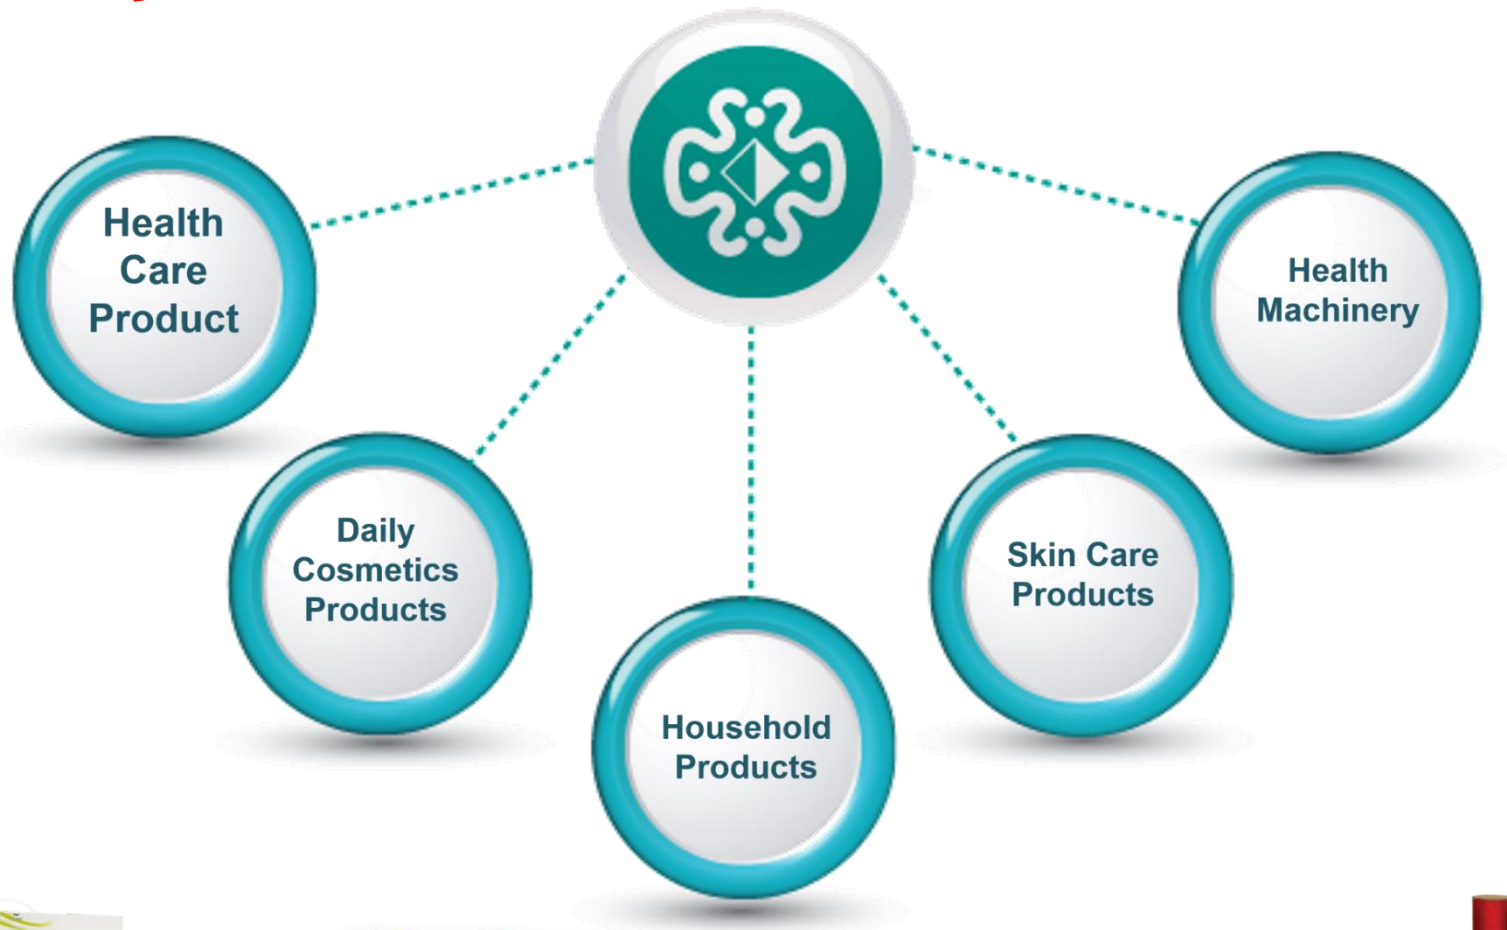 Health
Care
Product
Health
Machinery
Daily
Cosmetics
Products
Skin Care
Products
Household
Products